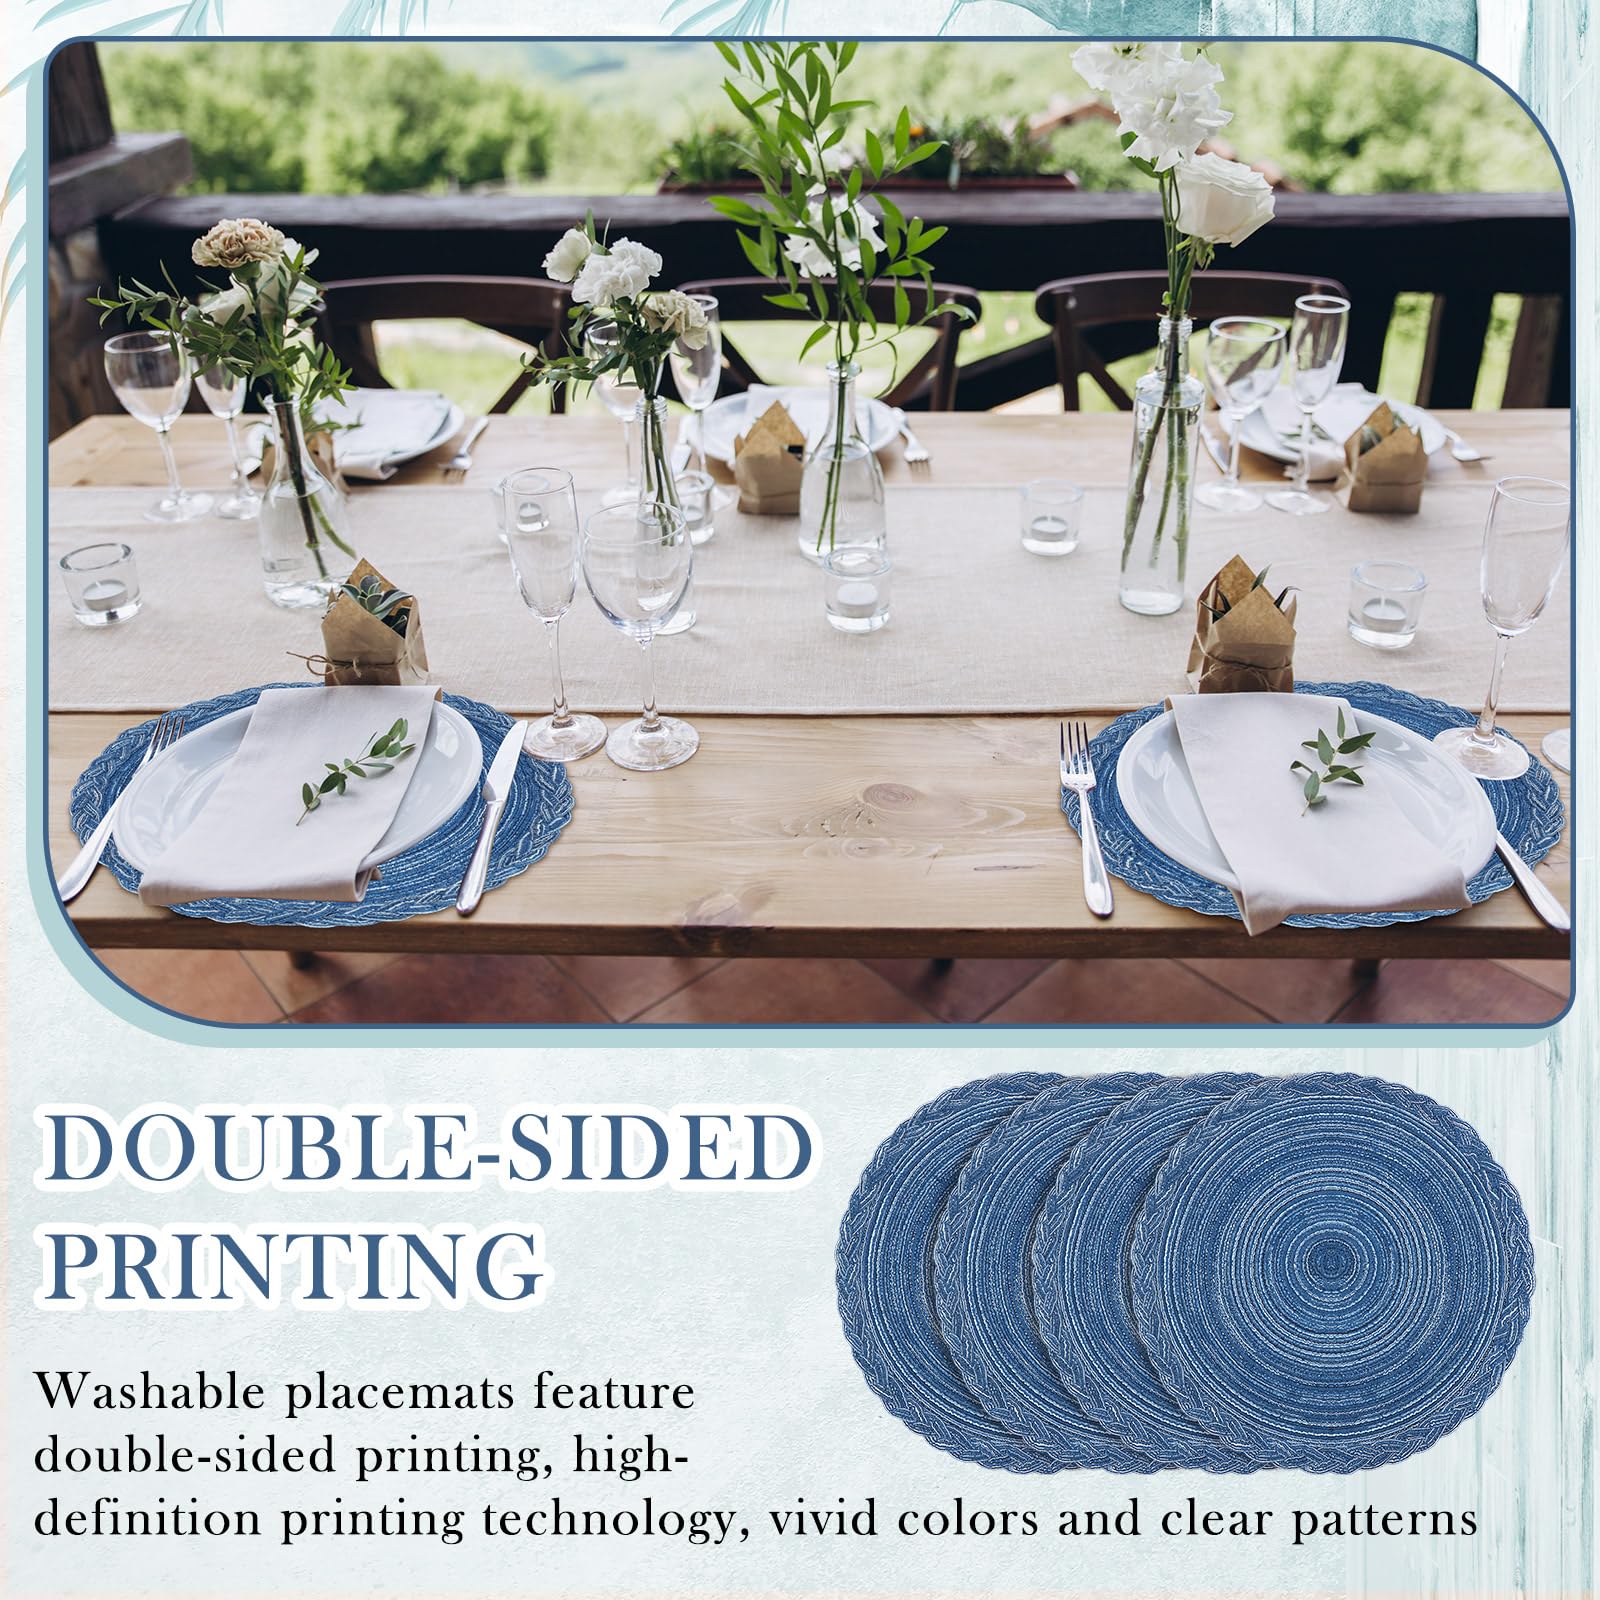 DOUBLE-SIDED
PRINTING
Washable placemats feature
double-sided printing, high-
definition printing technology, vivid colors and clear patterns